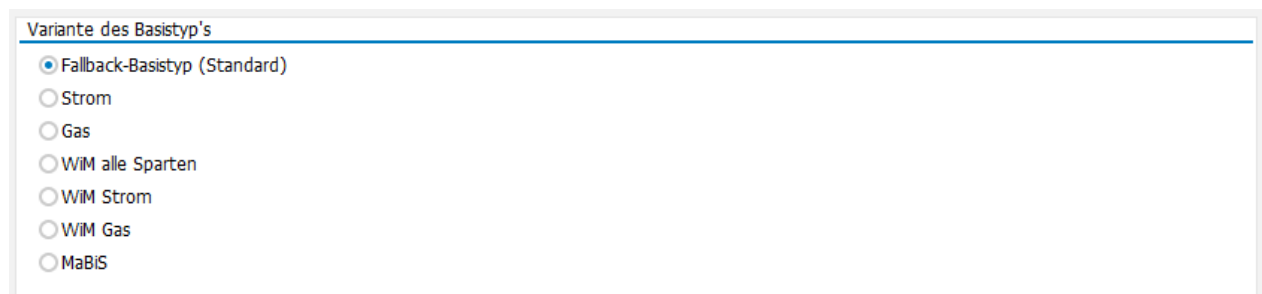 Variante des Basistyp's
Fallback-Basistyp (Standard)
Strom
Gas
WiM alle Sparten
WiM Strom
WiM Gas
MaBiS